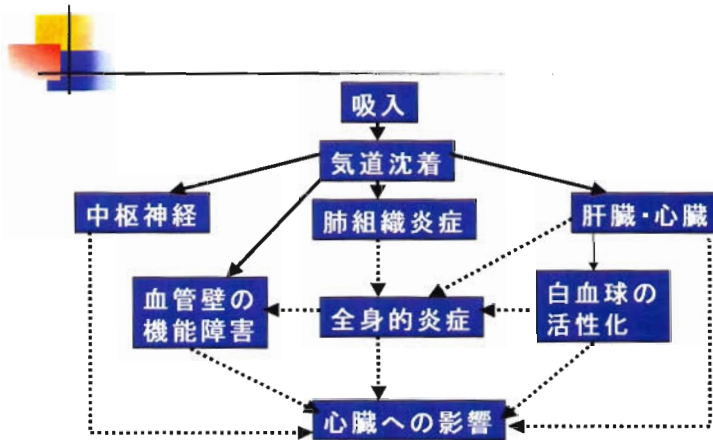 吸入
気道沈着
中枢神経
肺組織炎症
肝臓・心臓
血管壁の
機能障害
全身的炎症
白血球の
活性化
心臓への影響